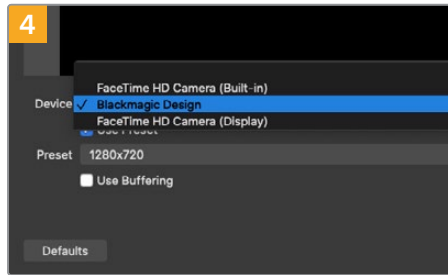 4
FaceTime HD Camera (Built-in)
Device ✓ Blackmagic Design
FaceTime HD Camera (Display)
Use Preset
Preset 1280x720
Use Buffering
Defaults